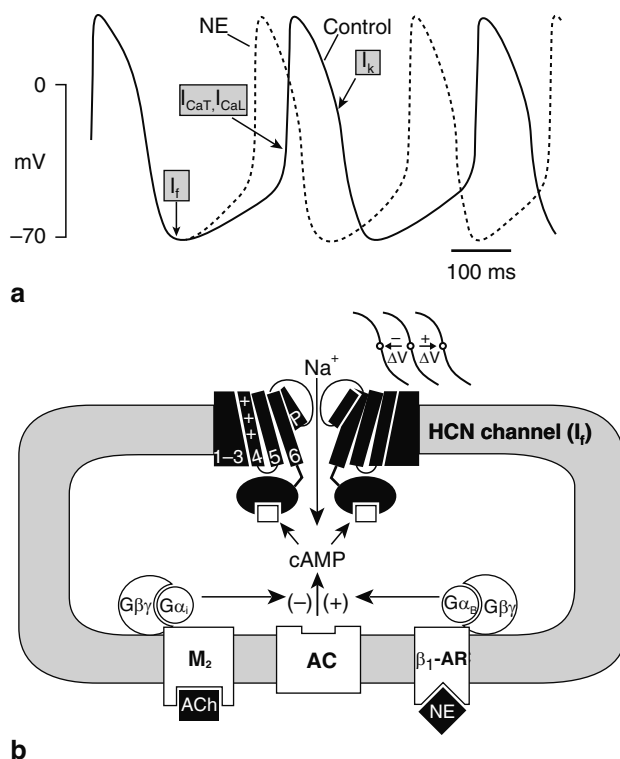 NE
Control
0
I_k
I_CaT, I_CaL
mV
I_f
–70
100 ms
a
– +
ΔV ΔV
Na⁺
+
+
+
P
HCN channel (I_f)
1–3 4 5 6
cAMP
Gβγ Gα_i (–) (+) Gα_B Gβγ
M₂ AC β₁-AR
ACh NE
b